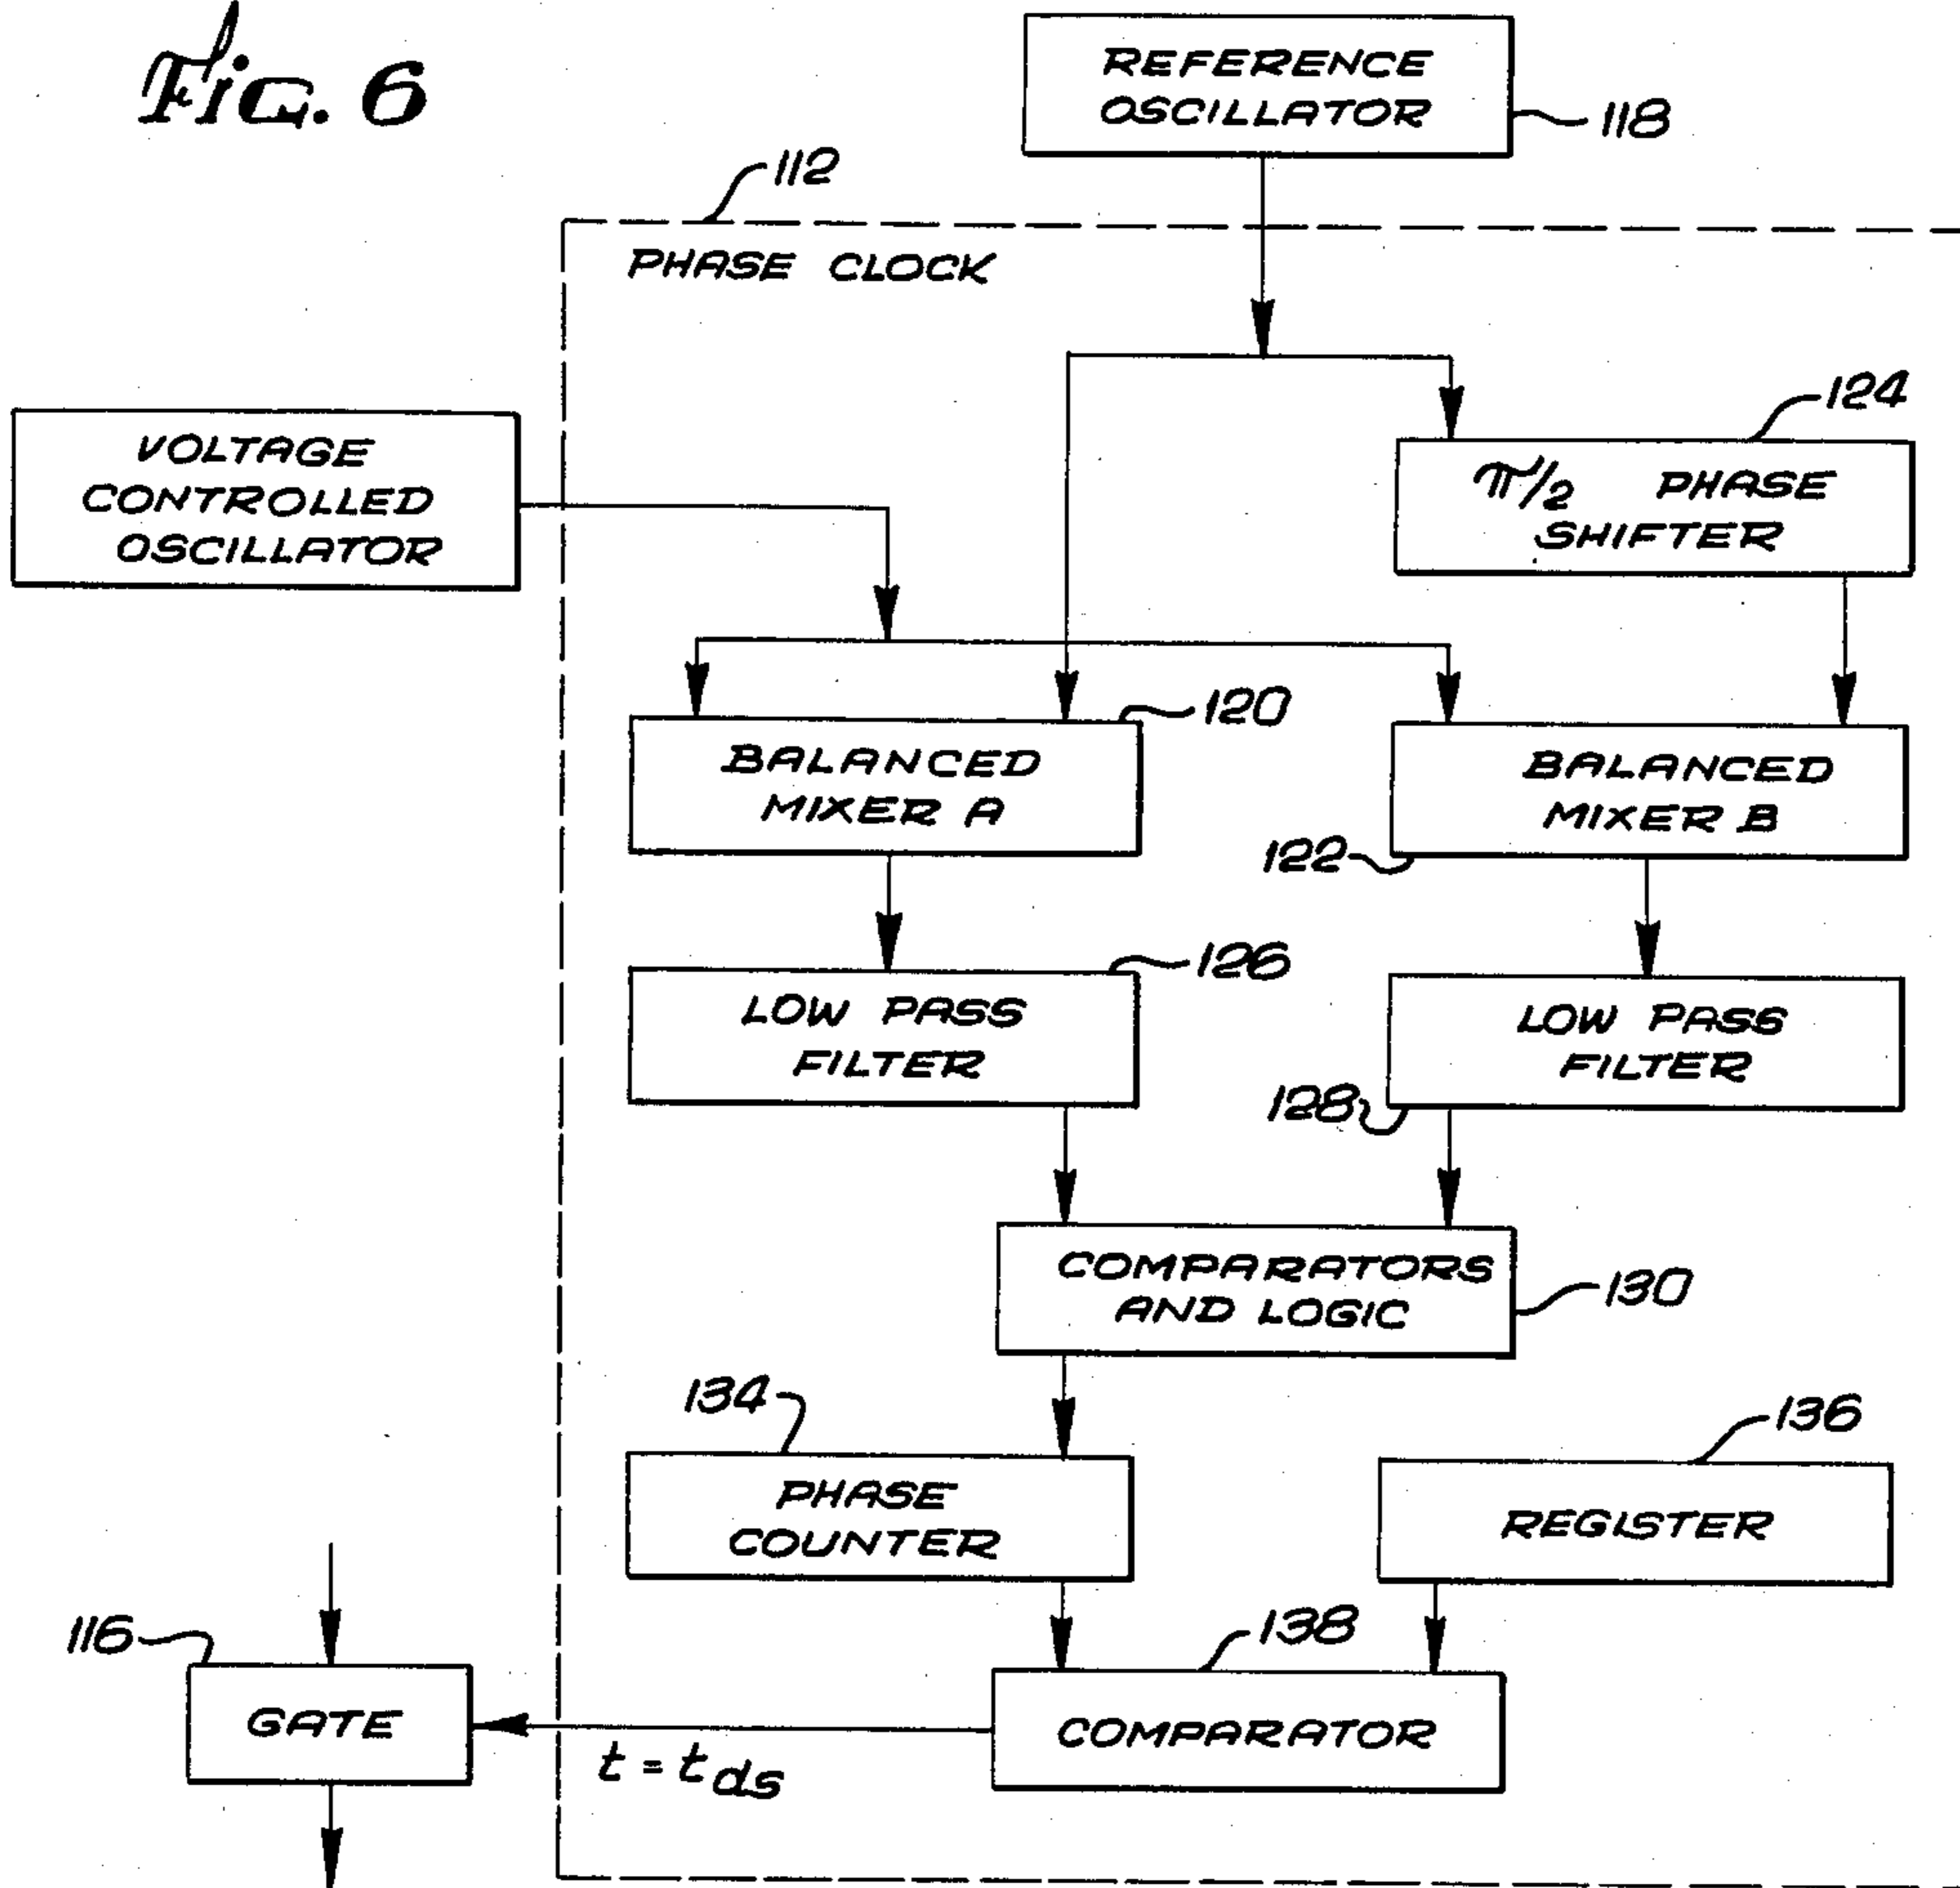 Fig. 6
REFERENCE
OSCILLATOR
118
112
PHASE CLOCK
VOLTAGE
CONTROLLED
OSCILLATOR
124
π/2 PHASE
SHIFTER
120
BALANCED
MIXER A
BALANCED
MIXER B
122
126
LOW PASS
FILTER
LOW PASS
FILTER
128
COMPARATORS
AND LOGIC
130
134
PHASE
COUNTER
136
REGISTER
116
GATE
138
COMPARATOR
t = tds